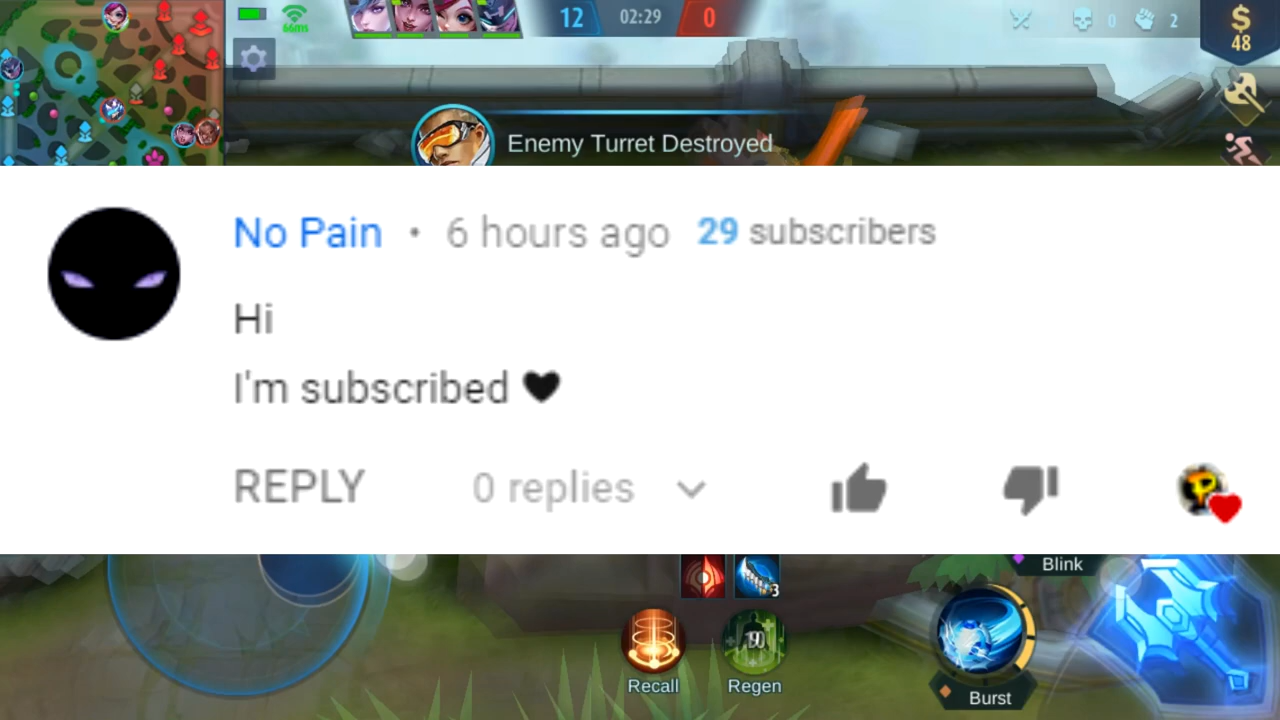 12 02:29 0
0 2
$
48
66ms
Enemy Turret Destroyed
No Pain • 6 hours ago 29 subscribers
Hi
I'm subscribed 🖤
REPLY 0 replies
P
Blink
3
Recall Regen
Burst